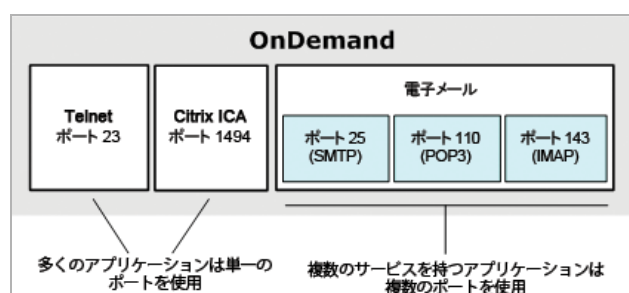 OnDemand
Telnet
ポート 23
Citrix ICA
ポート 1494
電子メール
ポート 25
(SMTP)
ポート 110
(POP3)
ポート 143
(IMAP)
多くのアプリケーションは単一の
ポートを使用
複数のサービスを持つアプリケーションは
複数のポートを使用